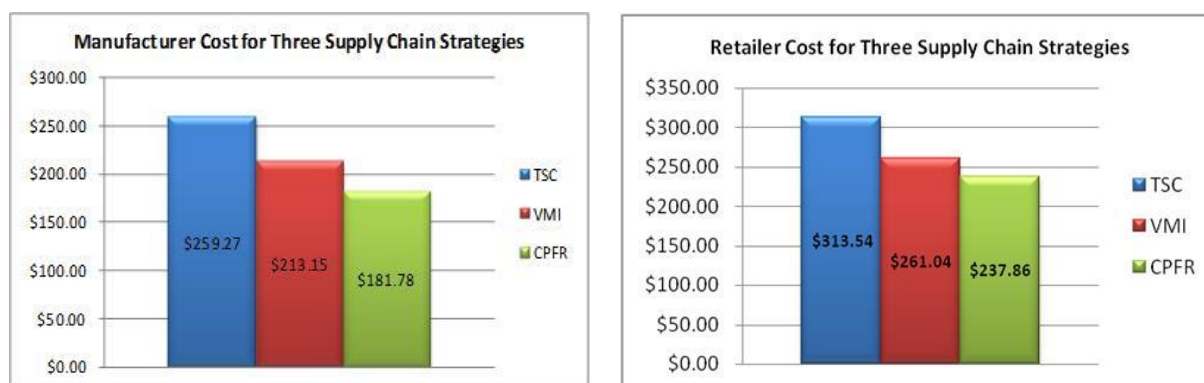 Manufacturer Cost for Three Supply Chain Strategies
$300.00
$250.00
$200.00
$150.00
$100.00
$50.00
$0.00
$259.27
$213.15
$181.78
TSC
VMI
CPFR
Retailer Cost for Three Supply Chain Strategies
$350.00
$300.00
$250.00
$200.00
$150.00
$100.00
$50.00
$0.00
$313.54
$261.04
$237.86
TSC
VMI
CPFR